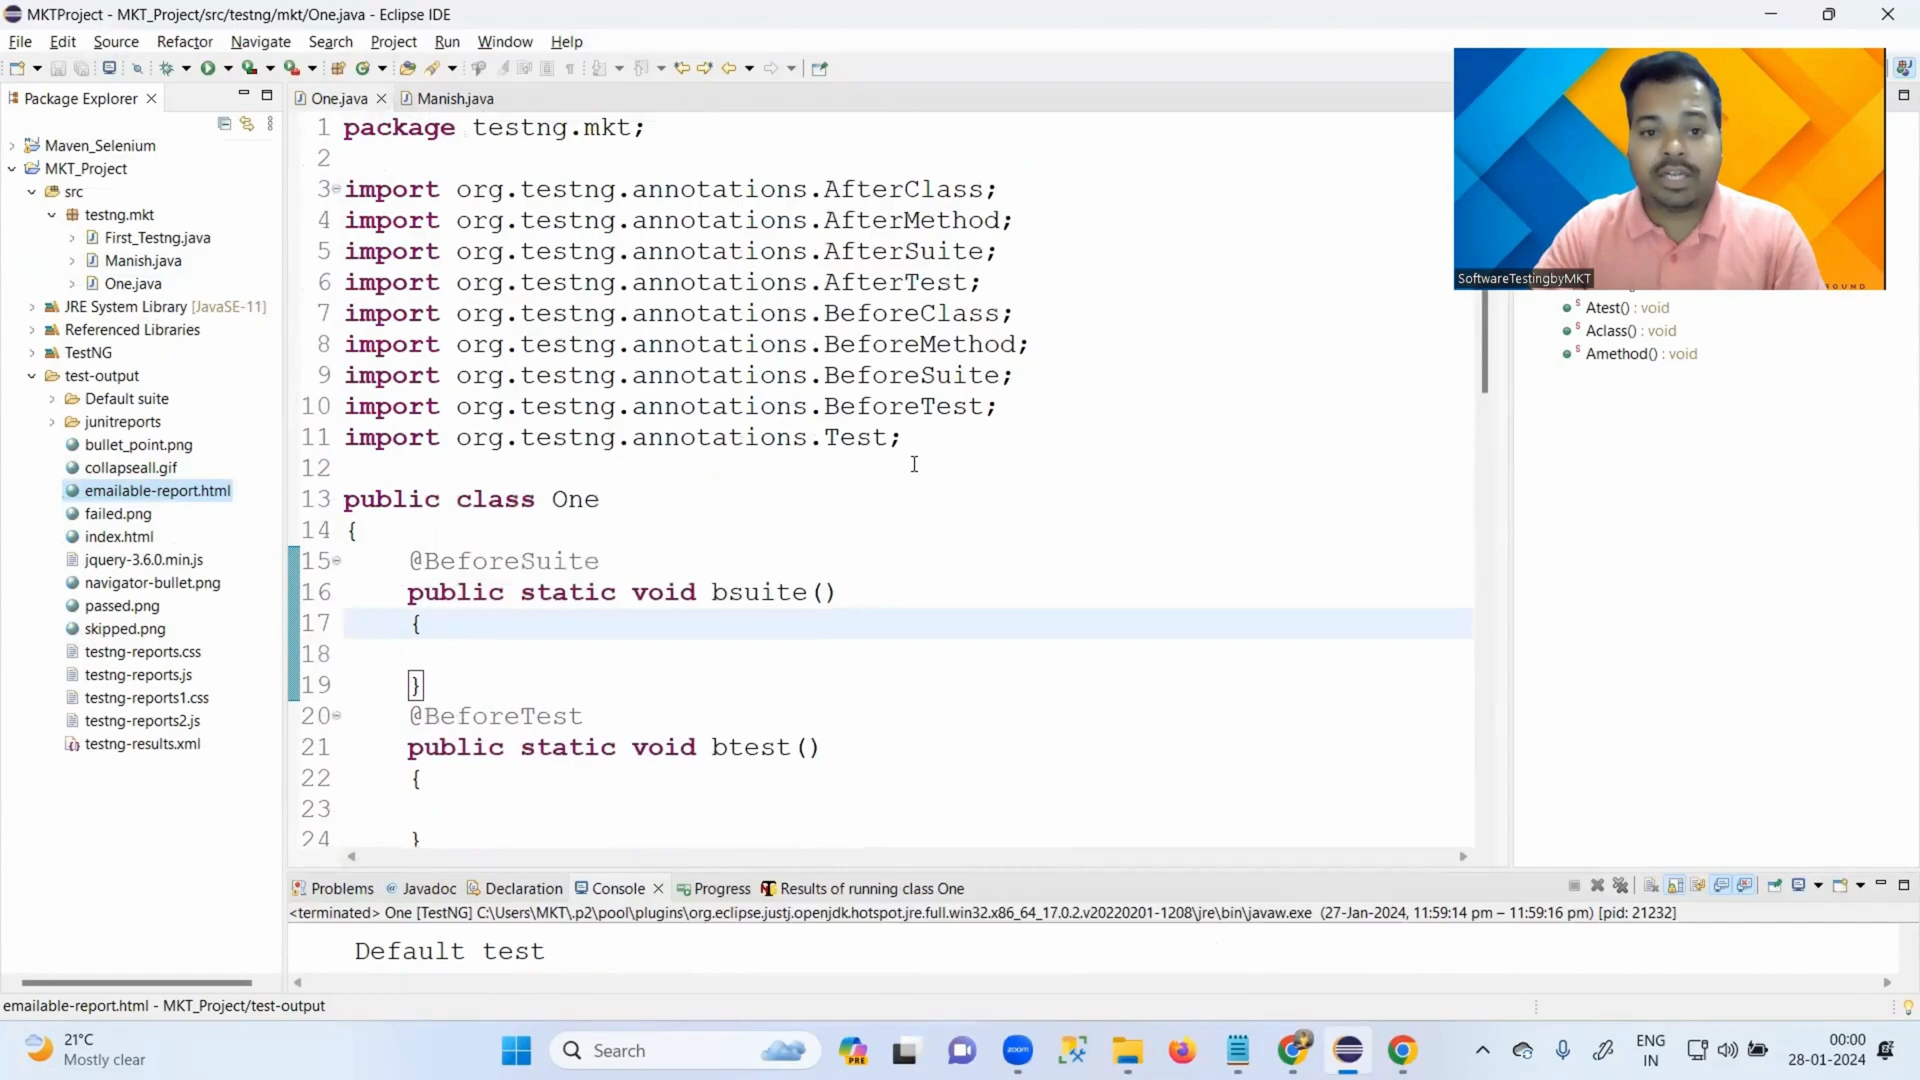 MKTProject - MKT_Project/src/testng/mkt/One.java - Eclipse IDE
File Edit Source Refactor Navigate Search Project Run Window Help
Package Explorer
One.java Manish.java
Maven_Selenium
MKT_Project
src
testng.mkt
First_Testng.java
Manish.java
One.java
JRE System Library [JavaSE-11]
Referenced Libraries
TestNG
test-output
Default suite
junitreports
bullet_point.png
collapseall.gif
emailable-report.html
failed.png
index.html
jquery-3.6.0.min.js
navigator-bullet.png
passed.png
skipped.png
testng-reports.css
testng-reports.js
testng-reports1.css
testng-reports2.js
testng-results.xml
1 package testng.mkt;
2
3 import org.testng.annotations.AfterClass;
4 import org.testng.annotations.AfterMethod;
5 import org.testng.annotations.AfterSuite;
6 import org.testng.annotations.AfterTest;
7 import org.testng.annotations.BeforeClass;
8 import org.testng.annotations.BeforeMethod;
9 import org.testng.annotations.BeforeSuite;
10 import org.testng.annotations.BeforeTest;
11 import org.testng.annotations.Test;
12
13 public class One
14 {
15 @BeforeSuite
16 public static void bsuite()
17 {
18
19 }
20 @BeforeTest
21 public static void btest()
22 {
23
24 }
SoftwareTestingbyMKT
Atest() : void
Aclass() : void
Amethod() : void
Problems @ Javadoc Declaration Console Progress Results of running class One
<terminated> One [TestNG] C:\Users\MKT\.p2\pool\plugins\org.eclipse.justj.openjdk.hotspot.jre.full.win32.x86_64_17.0.2.v20220201-1208\jre\bin\javaw.exe (27-Jan-2024, 11:59:14 pm – 11:59:16 pm) [pid: 21232]
Default test
emailable-report.html - MKT_Project/test-output
21°C
Mostly clear
Search
PRE
zoom
ENG
IN
00:00
28-01-2024